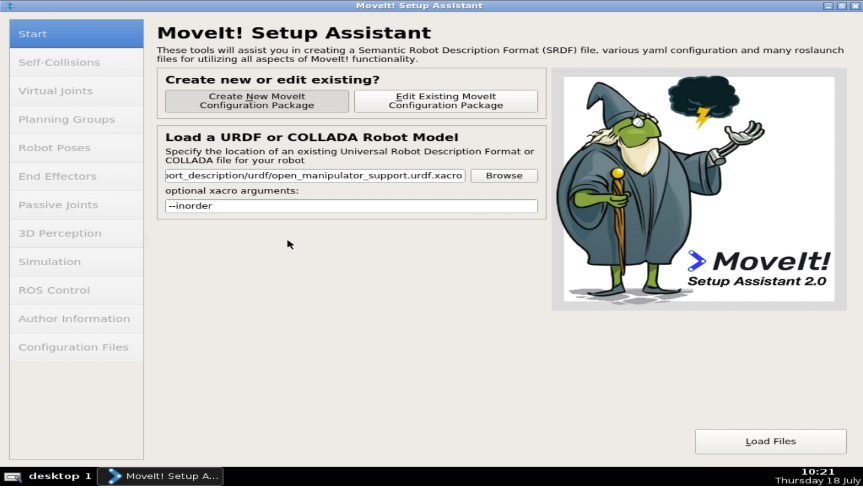 MoveIt! Setup Assistant
Start
Self-Collisions
Virtual Joints
Planning Groups
Robot Poses
End Effectors
Passive Joints
3D Perception
Simulation
ROS Control
Author Information
Configuration Files
MoveIt! Setup Assistant
These tools will assist you in creating a Semantic Robot Description Format (SRDF) file, various yaml configuration and many roslaunch
files for utilizing all aspects of MoveIt! functionality.
Create new or edit existing?
Create New MoveIt
Configuration Package
Edit Existing MoveIt
Configuration Package
Load a URDF or COLLADA Robot Model
Specify the location of an existing Universal Robot Description Format or
COLLADA file for your robot
ort_description/urdf/open_manipulator_support.urdf.xacro
Browse
optional xacro arguments:
--inorder
MoveIt!
Setup Assistant 2.0
Load Files
desktop 1
MoveIt! Setup A...
10:21
Thursday 18 July